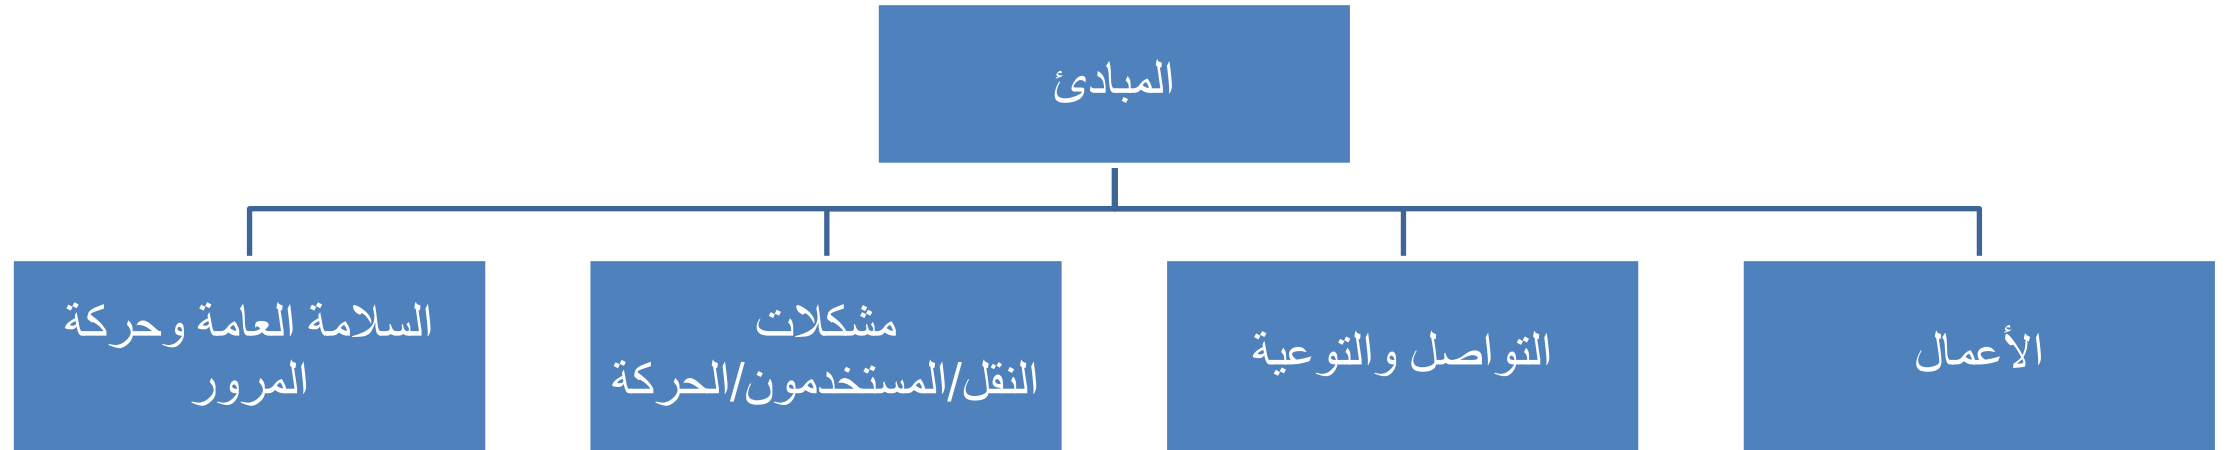 المبادئ
الأعمال
التواصل والتوعية
مشكلات
النقل/المستخدمون/الحركة
السلامة العامة وحركة
المرور